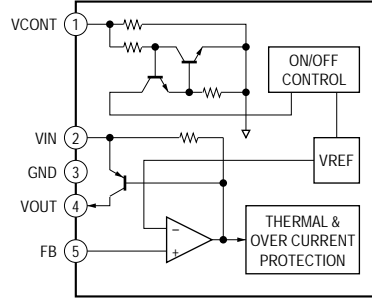 VCONT 1
ON/OFF
CONTROL
VIN 2
VREF
GND 3
VOUT 4
THERMAL &
OVER CURRENT
PROTECTION
FB 5
−
+